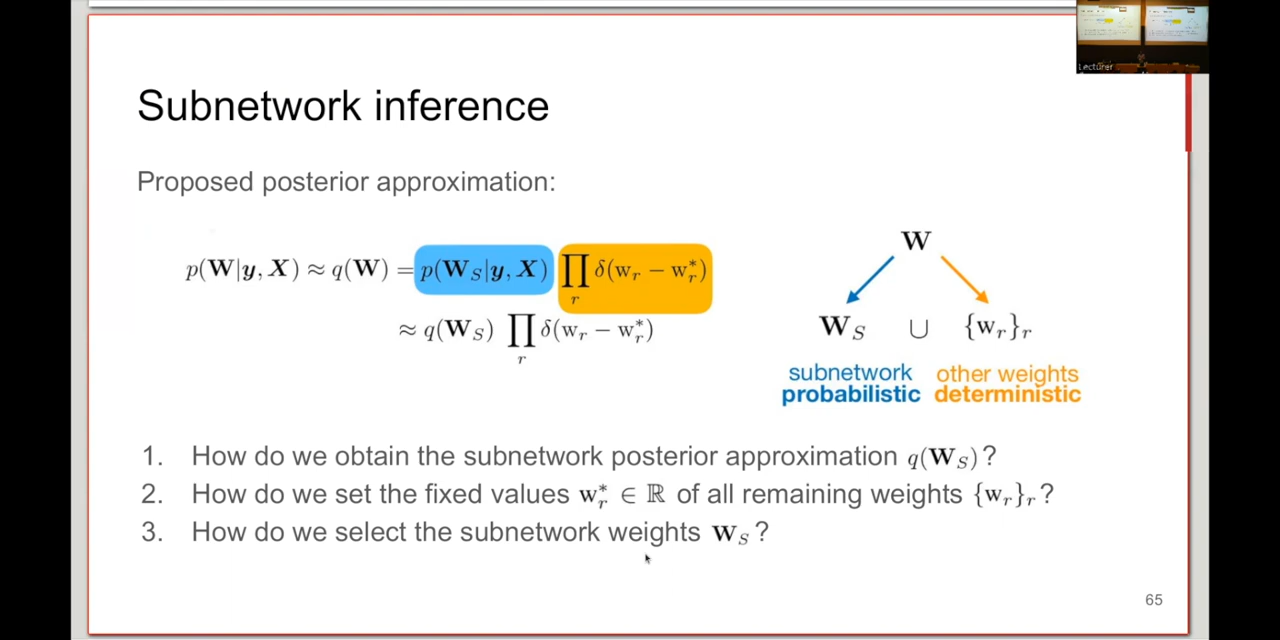 Lecturer
Subnetwork inference
Proposed posterior approximation:
p(W|y, X) ≈ q(W) = p(W_S|y, X) ∏_r δ(w_r − w_r^*)
≈ q(W_S) ∏_r δ(w_r − w_r^*)
W
W_S ∪ {w_r}_r
subnetwork other weights
probabilistic deterministic
1. How do we obtain the subnetwork posterior approximation q(W_S)?
2. How do we set the fixed values w_r^* ∈ ℝ of all remaining weights {w_r}_r?
3. How do we select the subnetwork weights W_S?
65